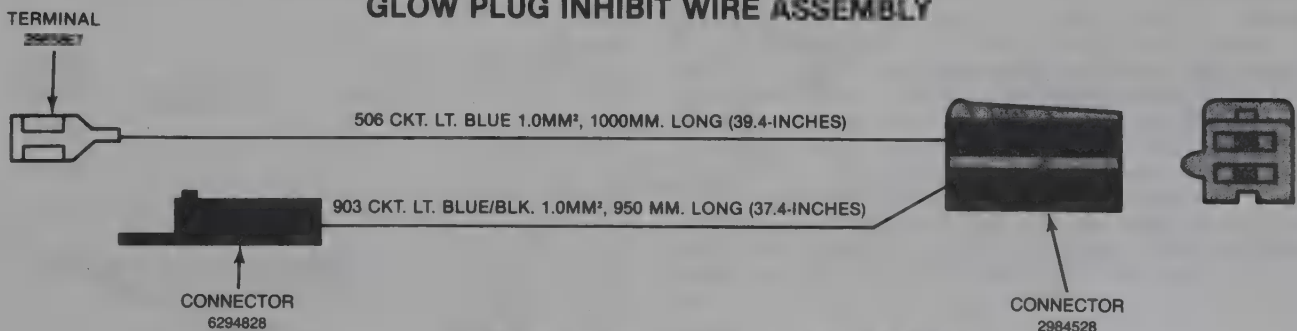 GLOW PLUG INHIBIT WIRE ASSEMBLY
TERMINAL
506 CKT. LT. BLUE 1.0MM², 1000MM. LONG (39.4-INCHES)
903 CKT. LT. BLUE/BLK. 1.0MM², 950 MM. LONG (37.4-INCHES)
CONNECTOR
6294828
CONNECTOR
2984528